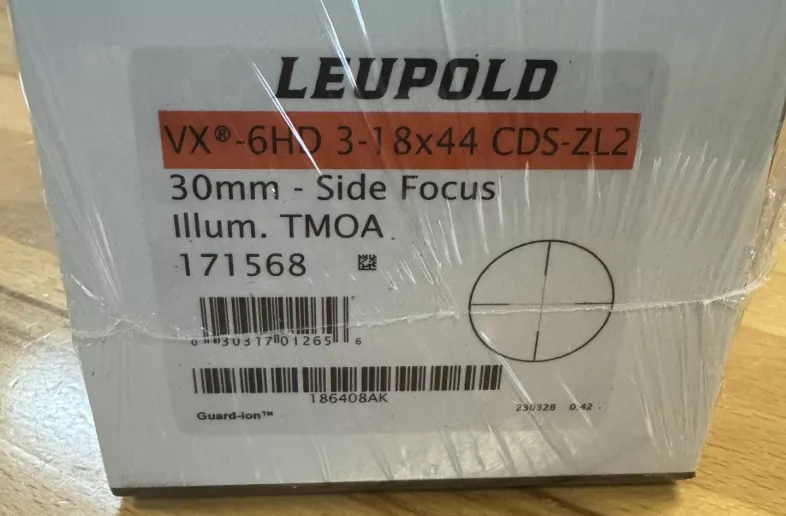 LEUPOLD
VX®-6HD 3-18x44 CDS-ZL2
30mm - Side Focus
Illum. TMOA
171568
0 30317 01265 6
186408AK
Guard-ion™
230328 0:42